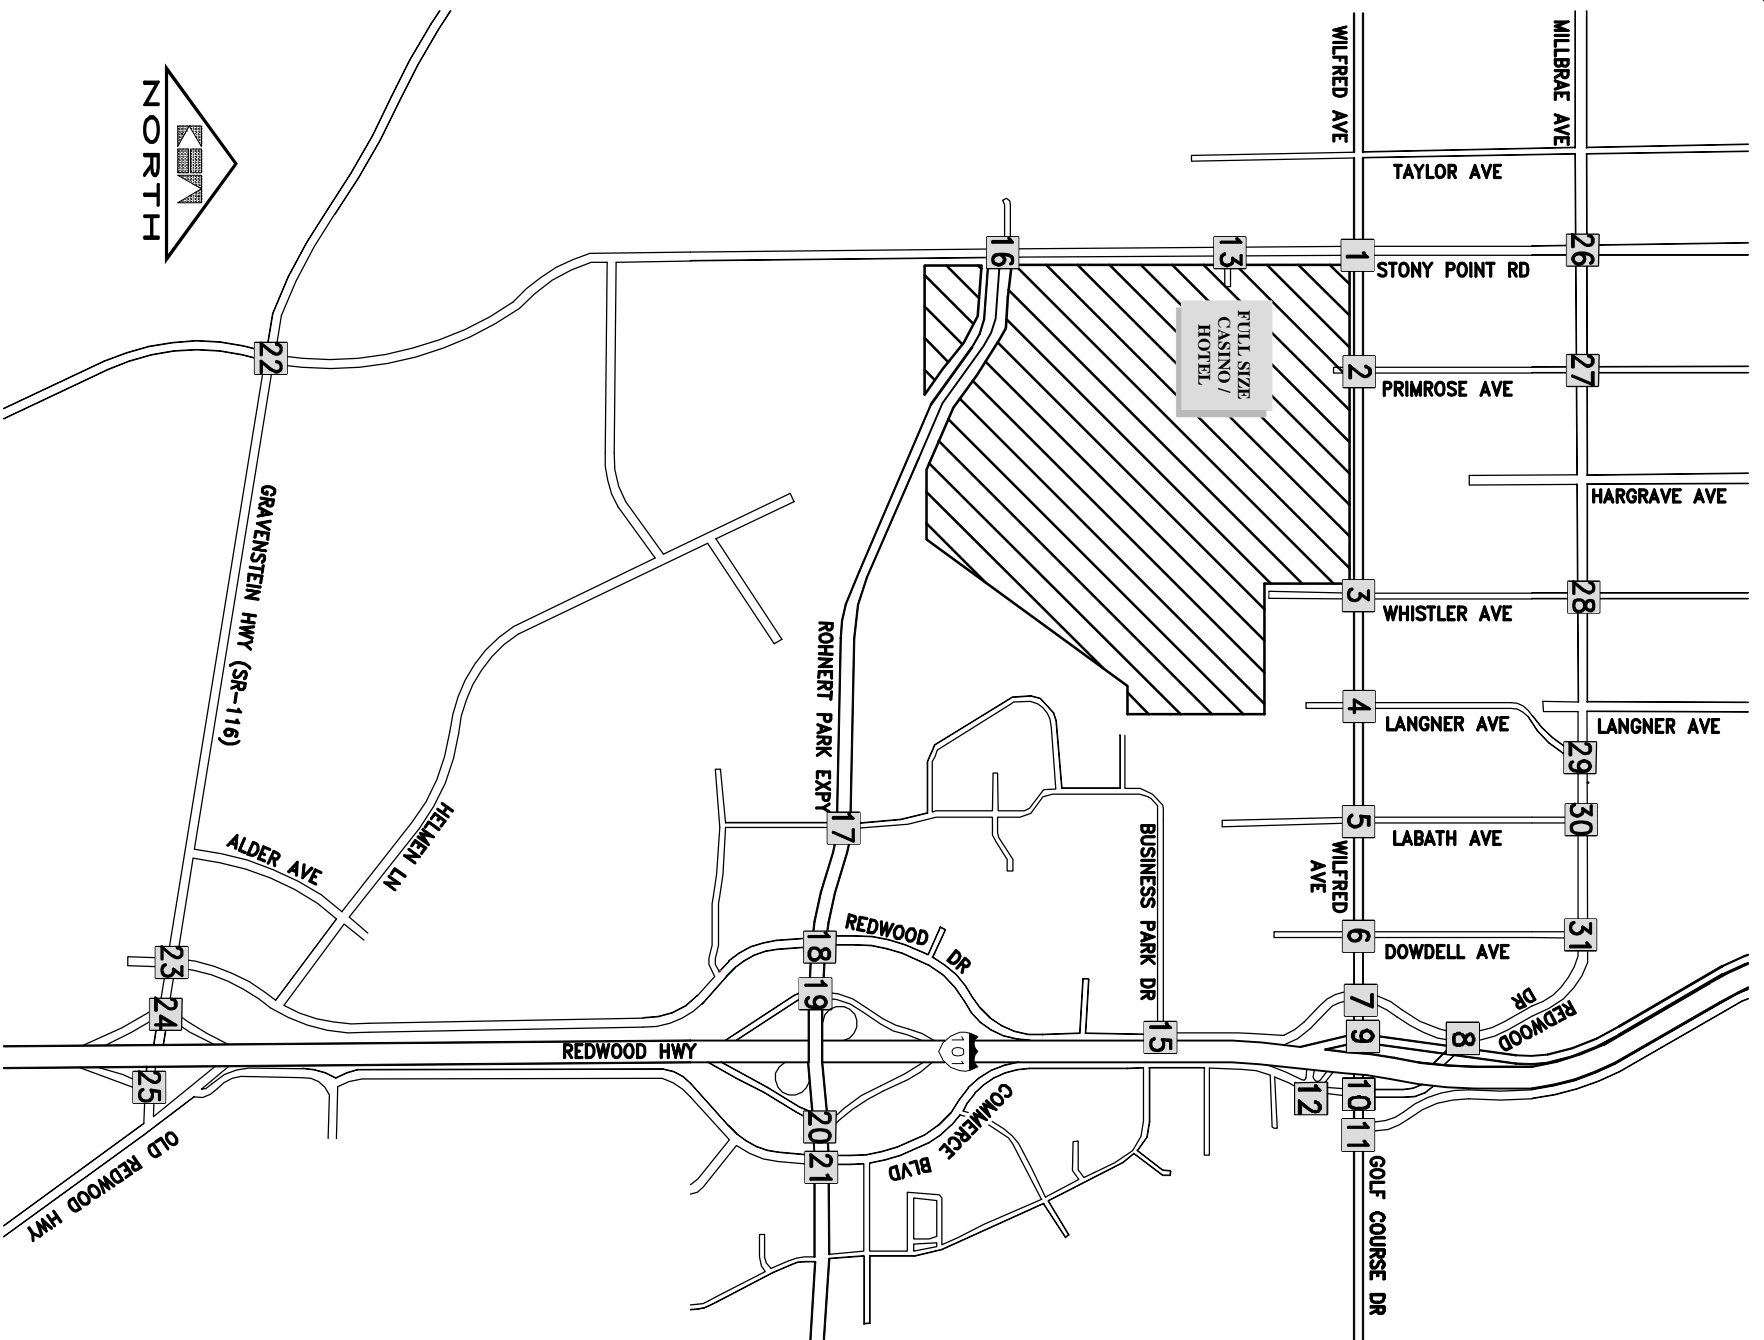 WILFRED AVE
MILLBRAE AVE
TAYLOR AVE
NORTH
16
13
1
26
STONY POINT RD
FULL SIZE
CASINO /
HOTEL
22
2
27
PRIMROSE AVE
HARGRAVE AVE
GRAVENSTEIN HWY (SR-116)
3
28
WHISTLER AVE
ROHNERT PARK EXPY
4
LANGNER AVE
LANGNER AVE
29
HELMEN LN
ALDER AVE
17
BUSINESS PARK DR
5
30
LABATH AVE
WILFRED
AVE
REDWOOD DR
18
6
31
DOWDELL AVE
23
24
19
7
9
8
REDWOOD
DR
15
REDWOOD HWY
101
25
20
21
COMMERCE BLVD
12
10
11
OLD REDWOOD HWY
GOLF COURSE DR